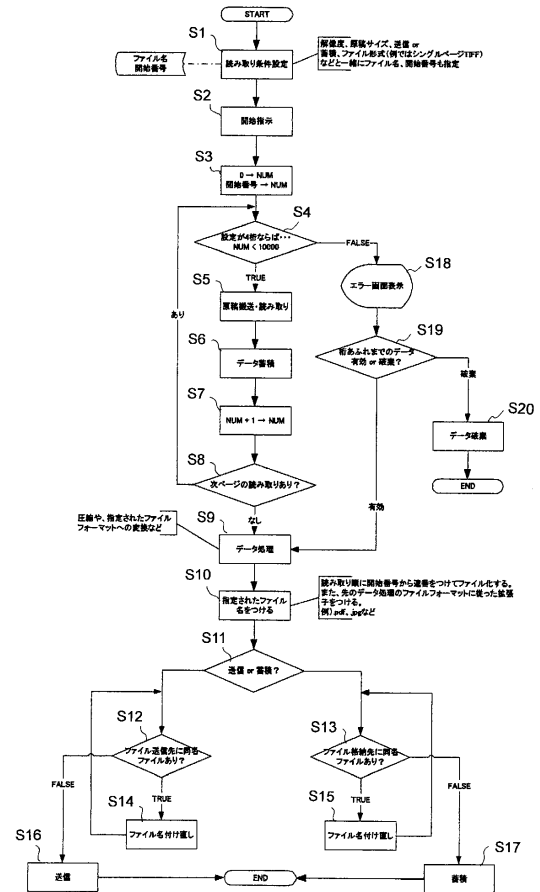 START
S1
ファイル名
開始番号
読み取り条件設定
解像度、原稿サイズ、送信 or
蓄積、ファイル形式(例ではシングルページTIFF)
などと一緒にファイル名、開始番号も指定
S2
開始指示
S3
0 → NUM
開始番号 → NUM
S4
設定が4桁ならば・・・
NUM < 10000
FALSE
TRUE
S18
エラー画面表示
S5
原稿搬送・読み取り
あり
S6
データ蓄積
S19
桁あふれまでのデータ
有効 or 破棄?
破棄
S7
NUM + 1 → NUM
S20
データ破棄
END
S8
次ページの読み取りあり?
なし
有効
圧縮や、指定されたファイル
フォーマットへの変換など
S9
データ処理
S10
指定されたファイル
名をつける
読み取り順に開始番号から連番をつけてファイル化する。
また、先のデータ処理のファイルフォーマットに従った拡張
子をつける。
例).pdf、.jpgなど
S11
送信 or 蓄積?
S12
ファイル送信先に同名
ファイルあり?
S13
ファイル格納先に同名
ファイルあり?
FALSE
TRUE
TRUE
FALSE
S14
ファイル名付け直し
S15
ファイル名付け直し
S16
送信
END
S17
蓄積